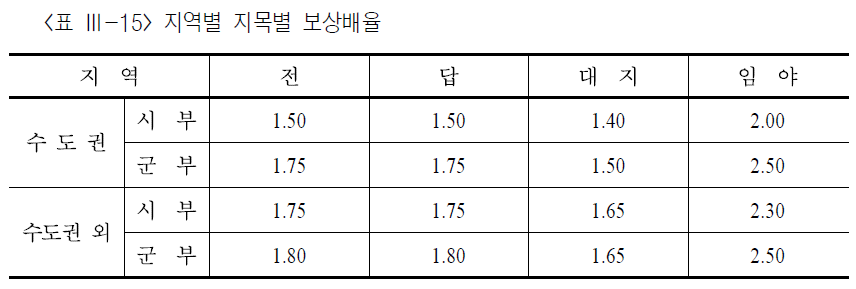 <표 Ⅲ-15> 지역별 지목별 보상배율
지 역 전 답 대 지 임 야
수 도 권 시 부 1.50 1.50 1.40 2.00
군 부 1.75 1.75 1.50 2.50
수도권 외 시 부 1.75 1.75 1.65 2.30
군 부 1.80 1.80 1.65 2.50